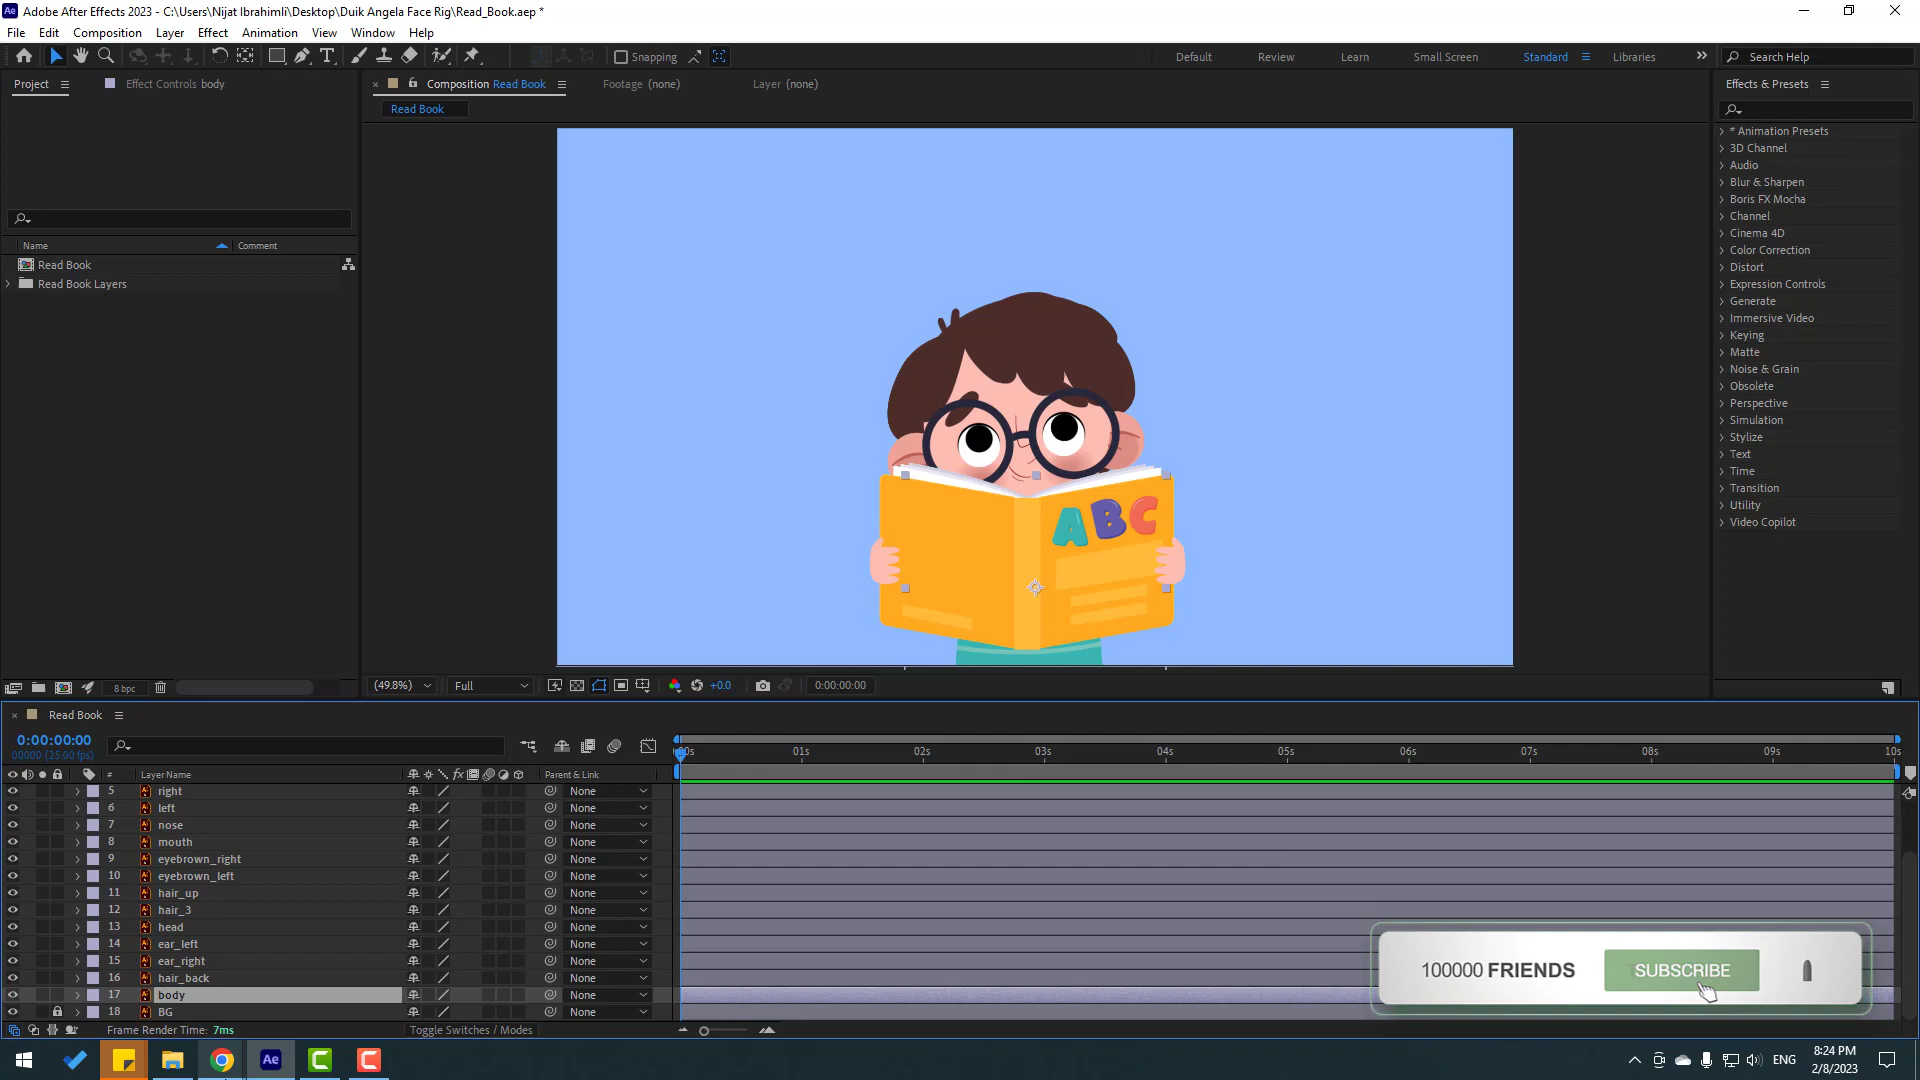 Adobe After Effects 2023 - C:\Users\Nijat Ibrahimli\Desktop\Duik Angela Face Rig\Read_Book.aep *
File Edit Composition Layer Effect Animation View Window Help
Snapping
Default Review Learn Small Screen Standard Libraries Search Help
Project Effect Controls body Composition Read Book Footage (none) Layer (none) Effects & Presets
Read Book
* Animation Presets
3D Channel
Audio
Blur & Sharpen
Boris FX Mocha
Channel
Cinema 4D
Color Correction
Distort
Expression Controls
Generate
Immersive Video
Keying
Matte
Noise & Grain
Obsolete
Perspective
Simulation
Stylize
Text
Time
Transition
Utility
Video Copilot
Name Comment
Read Book
Read Book Layers
ABC
8 bpc (49.8%) Full +0.0 0:00:00:00
Read Book
0:00:00:00
00000 (25.00 fps)
:00s 01s 02s 03s 04s 05s 06s 07s 08s 09s 10s
# Layer Name fx Parent & Link
5 right None
6 left None
7 nose None
8 mouth None
9 eyebrown_right None
10 eyebrown_left None
11 hair_up None
12 hair_3 None
13 head None
14 ear_left None
15 ear_right None
16 hair_back None
17 body None
18 BG None
100000 FRIENDS SUBSCRIBE
Frame Render Time: 7ms Toggle Switches / Modes
Ae ENG 8:24 PM
2/8/2023